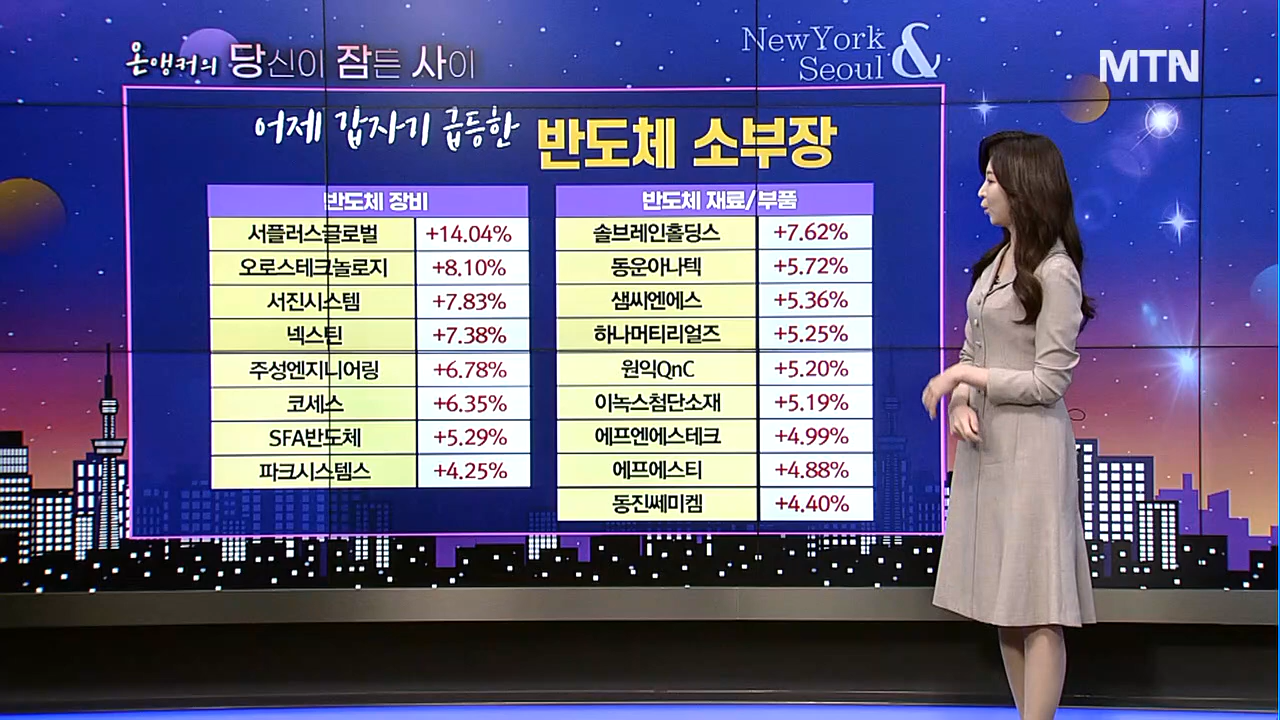 온앵커의 당신이 잠든 사이
New York & Seoul
MTN
어제 갑자기 급등한 반도체 소부장
반도체 장비
서플러스글로벌 +14.04%
오로스테크놀로지 +8.10%
서진시스템 +7.83%
넥스틴 +7.38%
주성엔지니어링 +6.78%
코세스 +6.35%
SFA반도체 +5.29%
파크시스템스 +4.25%
반도체 재료/부품
솔브레인홀딩스 +7.62%
동운아나텍 +5.72%
샘씨엔에스 +5.36%
하나머티리얼즈 +5.25%
원익QnC +5.20%
이녹스첨단소재 +5.19%
에프엔에스테크 +4.99%
에프에스티 +4.88%
동진쎄미켐 +4.40%